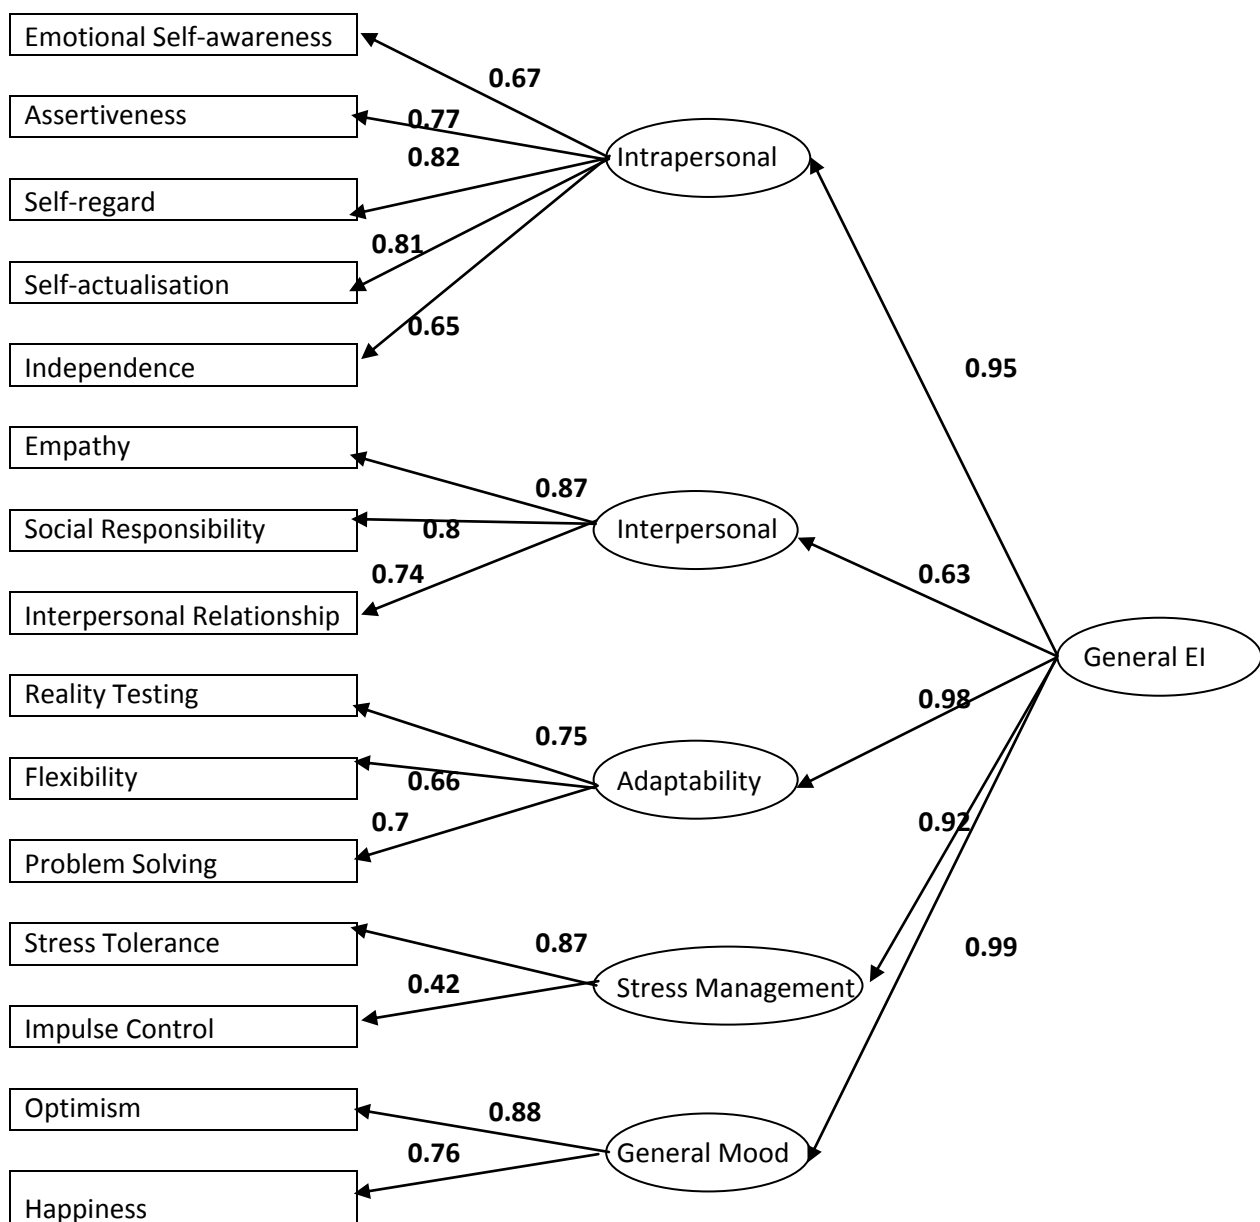 Emotional Self-awareness
0.67
Assertiveness
0.77
Intrapersonal
0.82
Self-regard
0.81
Self-actualisation
0.65
Independence
0.95
Empathy
0.87
Social Responsibility
0.8
Interpersonal
0.74
0.63
Interpersonal Relationship
General EI
Reality Testing
0.98
0.75
Flexibility
0.66
Adaptability
0.7
0.92
Problem Solving
Stress Tolerance
0.87
0.99
0.42
Stress Management
Impulse Control
Optimism
0.88
0.76
General Mood
Happiness